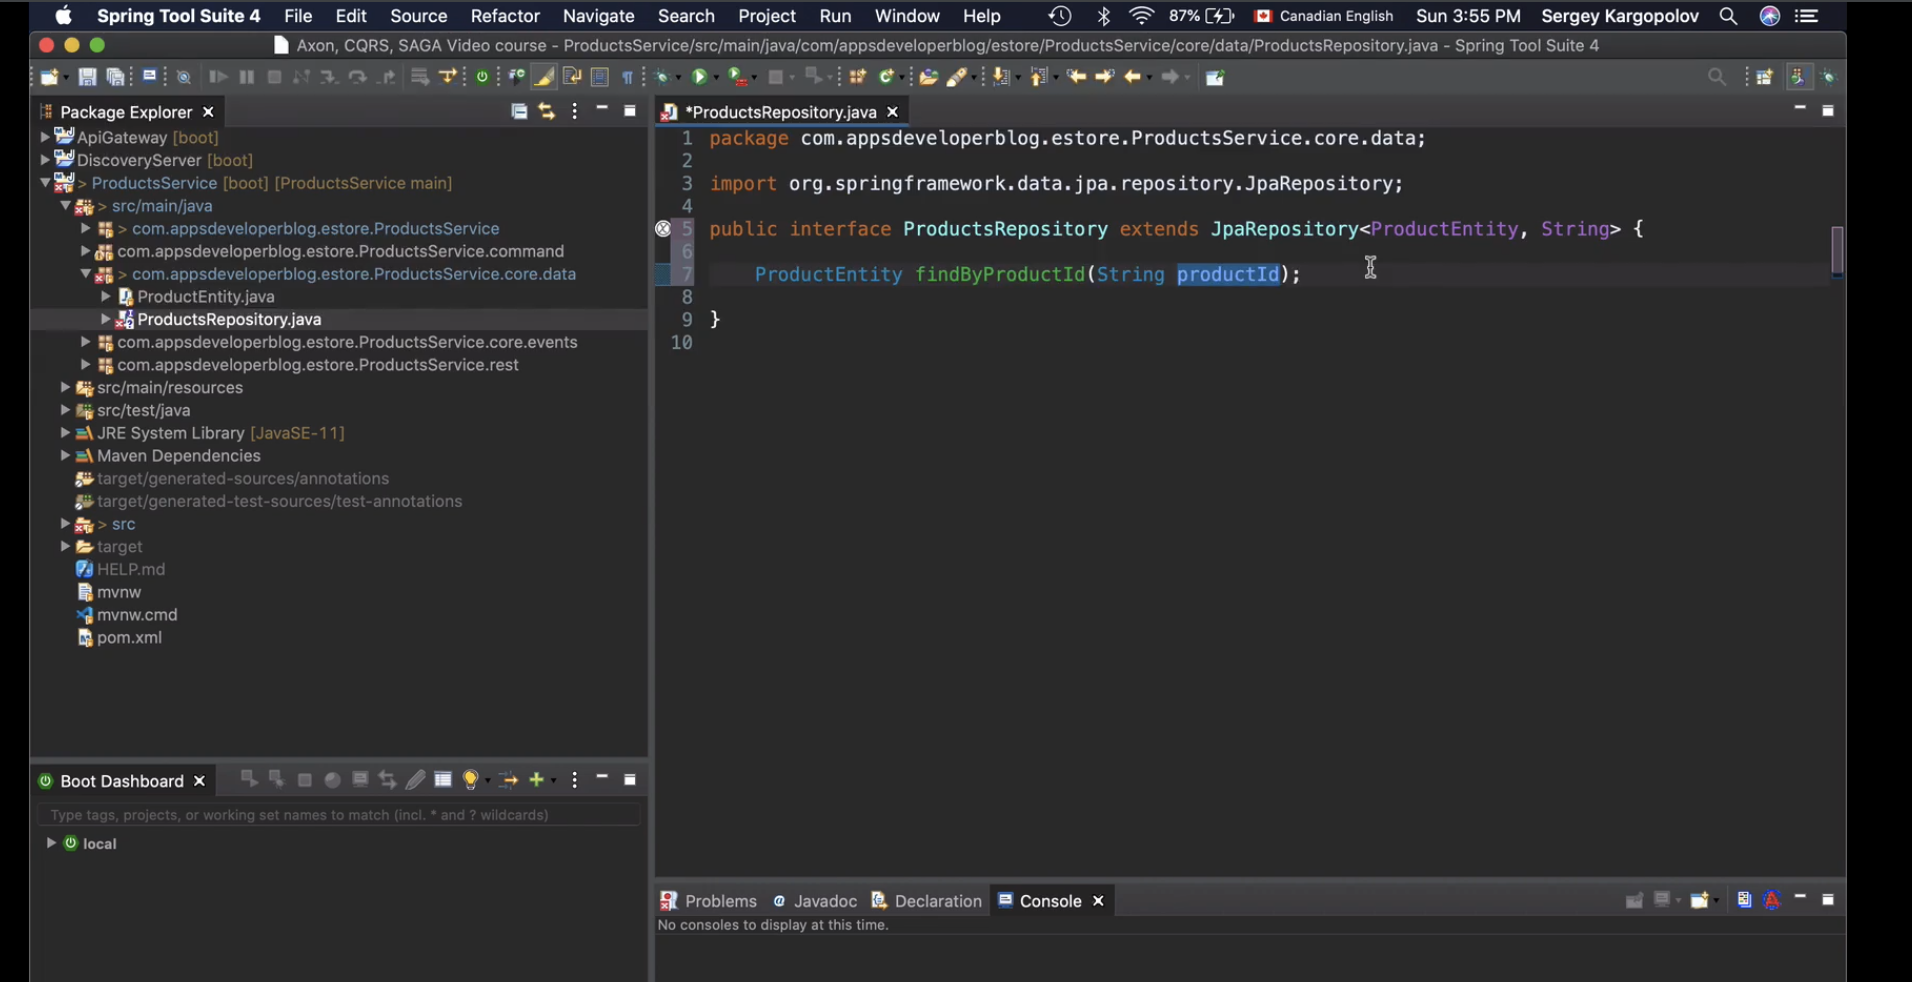 Spring Tool Suite 4 File Edit Source Refactor Navigate Search Project Run Window Help 87% Canadian English Sun 3:55 PM Sergey Kargopolov
Axon, CQRS, SAGA Video course - ProductsService/src/main/java/com/appsdeveloperblog/estore/ProductsService/core/data/ProductsRepository.java - Spring Tool Suite 4
Package Explorer
ApiGateway [boot]
DiscoveryServer [boot]
> ProductsService [boot] [ProductsService main]
> src/main/java
> com.appsdeveloperblog.estore.ProductsService
com.appsdeveloperblog.estore.ProductsService.command
> com.appsdeveloperblog.estore.ProductsService.core.data
ProductEntity.java
ProductsRepository.java
com.appsdeveloperblog.estore.ProductsService.core.events
com.appsdeveloperblog.estore.ProductsService.rest
src/main/resources
src/test/java
JRE System Library [JavaSE-11]
Maven Dependencies
target/generated-sources/annotations
target/generated-test-sources/test-annotations
> src
target
HELP.md
mvnw
mvnw.cmd
pom.xml
*ProductsRepository.java
1 package com.appsdeveloperblog.estore.ProductsService.core.data;
2
3 import org.springframework.data.jpa.repository.JpaRepository;
4
5 public interface ProductsRepository extends JpaRepository<ProductEntity, String> {
6
7 ProductEntity findByProductId(String productId);
8
9 }
10
Boot Dashboard
Type tags, projects, or working set names to match (incl. * and ? wildcards)
local
Problems @ Javadoc Declaration Console
No consoles to display at this time.